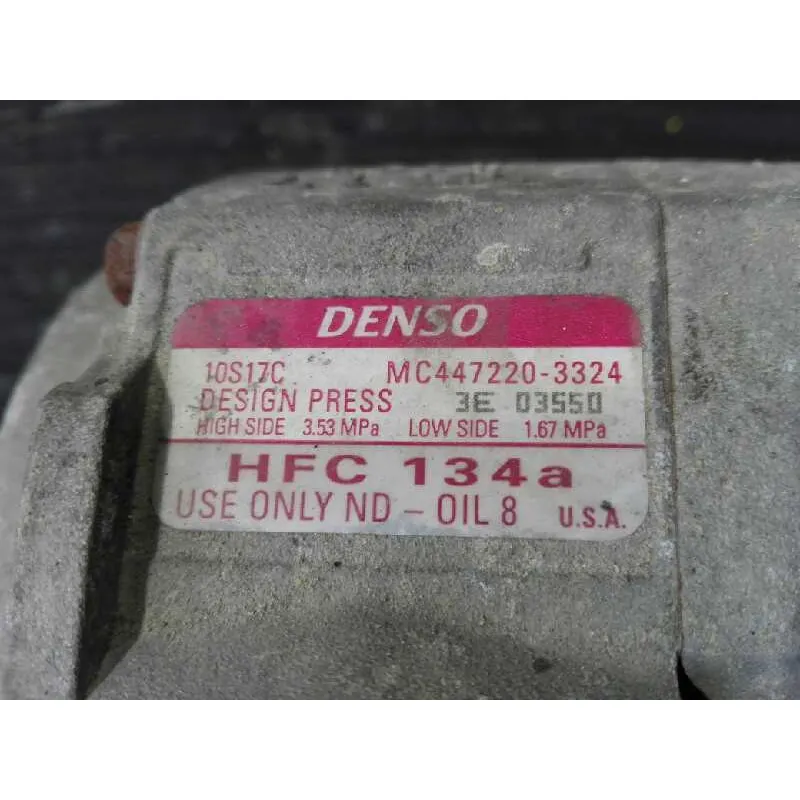 DENSO
10S17C MC447220-3324
DESIGN PRESS 3E 03550
HIGH SIDE 3.53 MPa LOW SIDE 1.67 MPa
HFC 134a
USE ONLY ND - OIL 8 U.S.A.